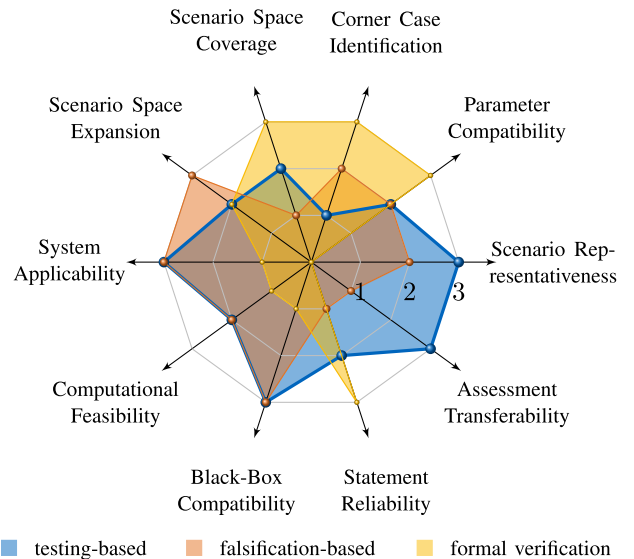 Scenario Space
Coverage
Corner Case
Identification
Scenario Space
Expansion
Parameter
Compatibility
System
Applicability
Scenario Rep-
resentativeness
1 2 3
Computational
Feasibility
Assessment
Transferability
Black-Box
Compatibility
Statement
Reliability
testing-based falsification-based formal verification